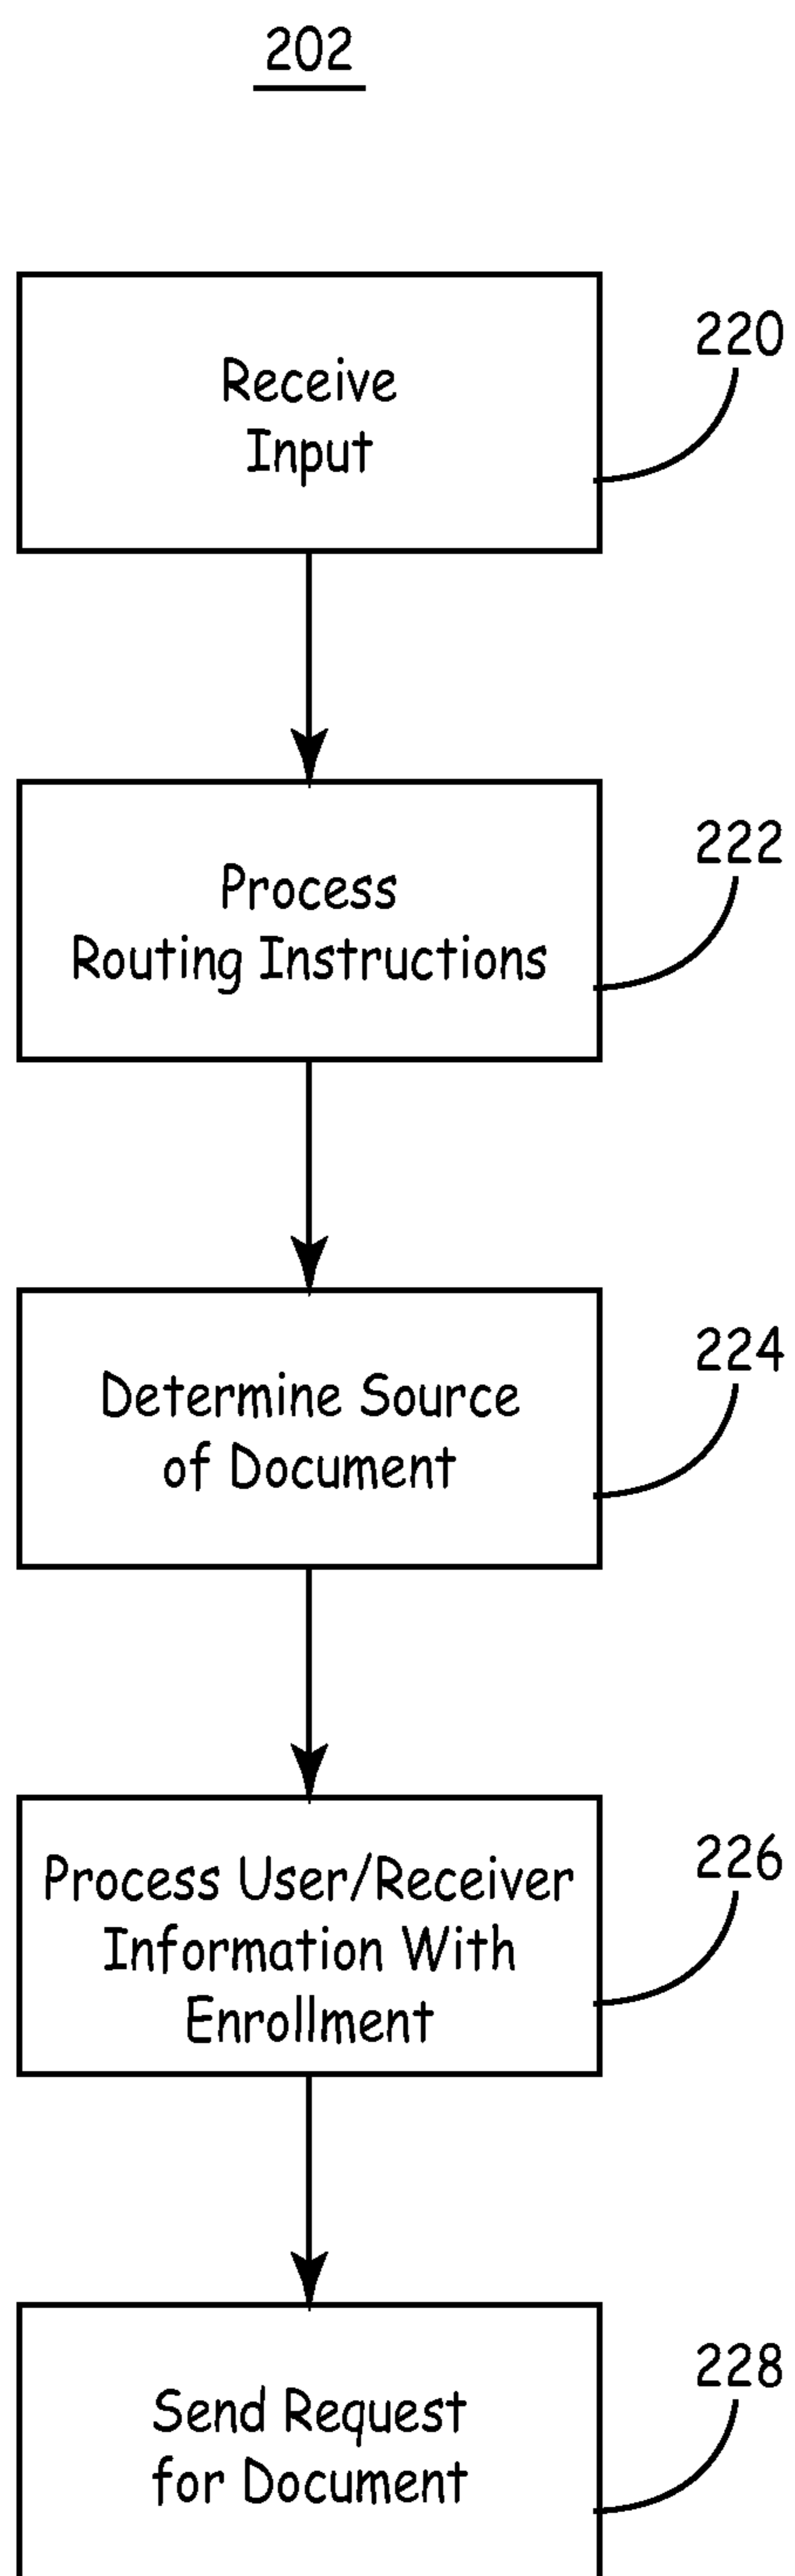 202
Receive
Input
220
Process
Routing Instructions
222
Determine Source
of Document
224
Process User/Receiver
Information With
Enrollment
226
Send Request
for Document
228